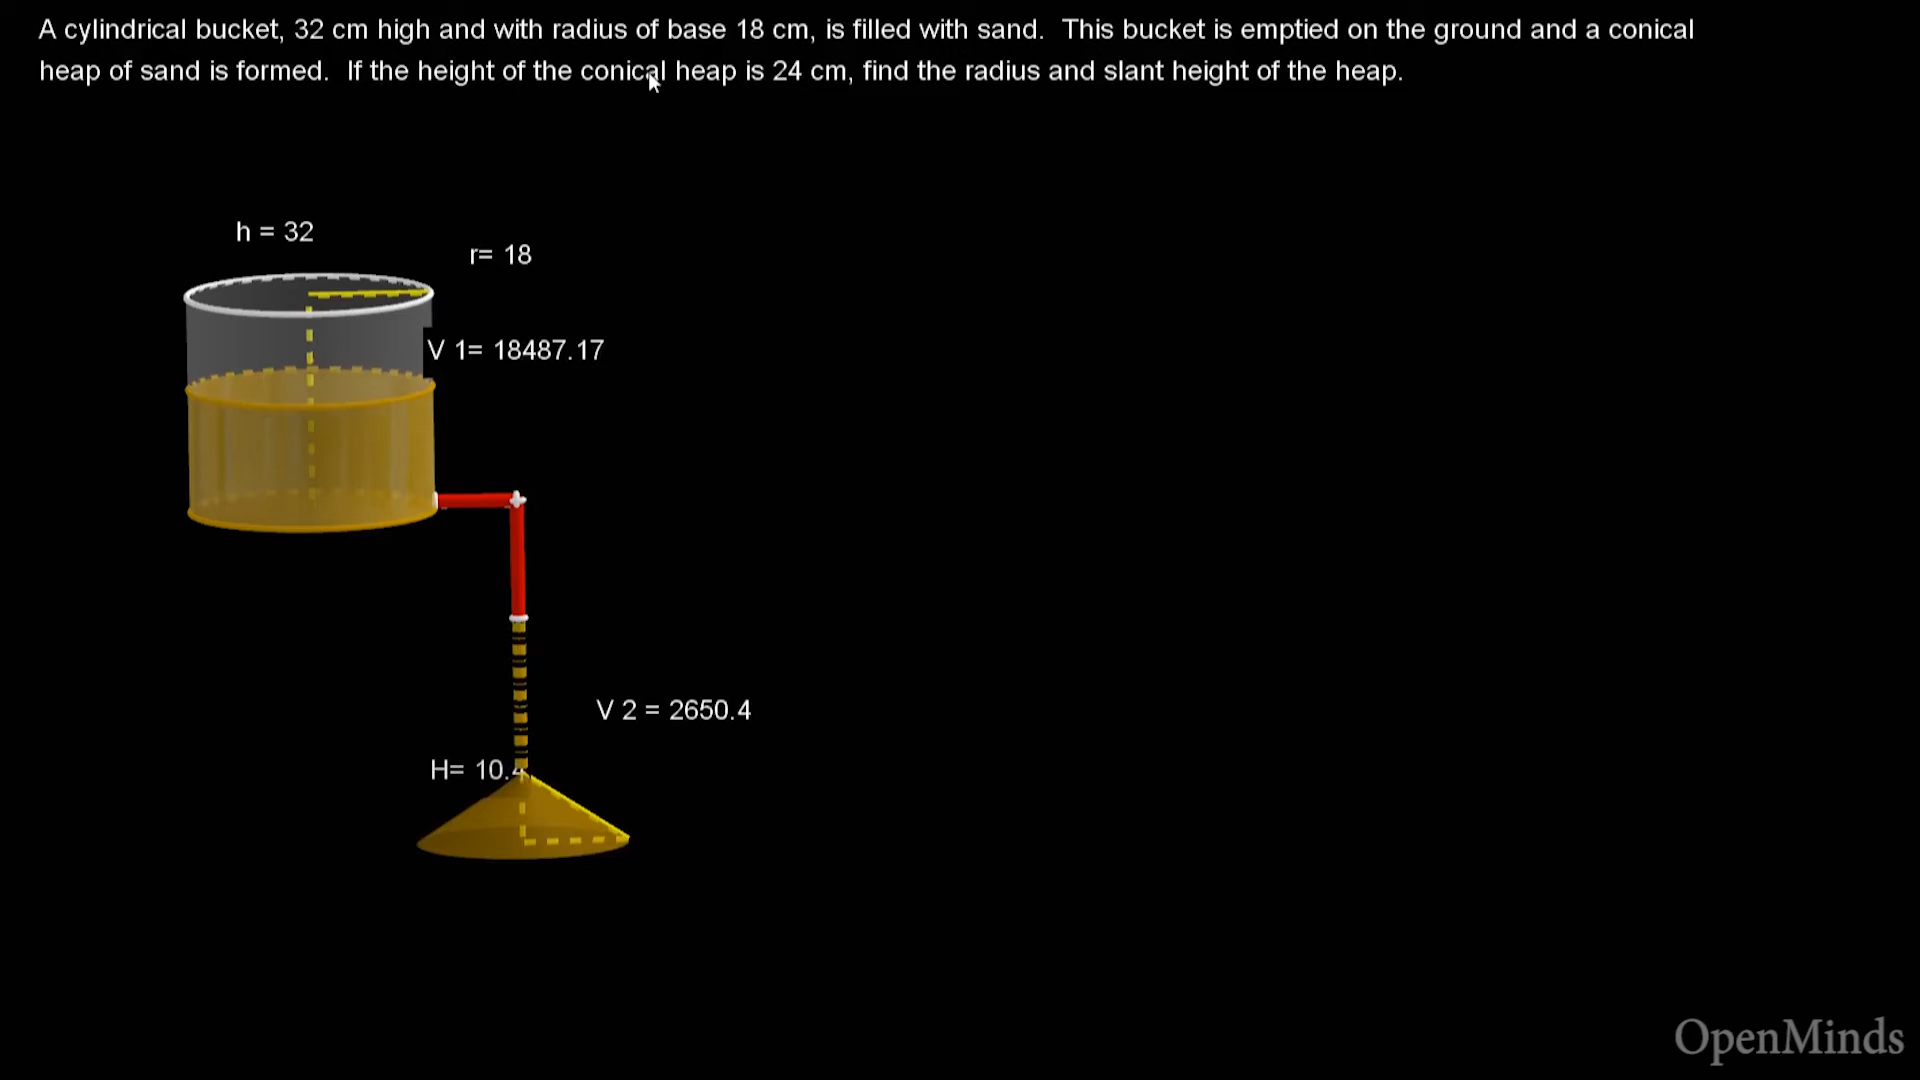 A cylindrical bucket, 32 cm high and with radius of base 18 cm, is filled with sand.  This bucket is emptied on the ground and a conical
heap of sand is formed.  If the height of the conical heap is 24 cm, find the radius and slant height of the heap.
h = 32
r= 18
V 1= 18487.17
V 2 = 2650.4
H= 10.4
OpenMinds